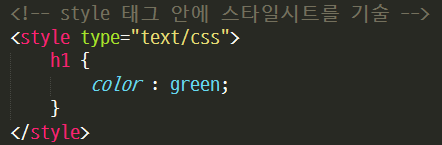 <!-- style 태그 안에 스타일시트를 기술 -->
<style type="text/css">
    h1 {
        color : green;
    }
</style>